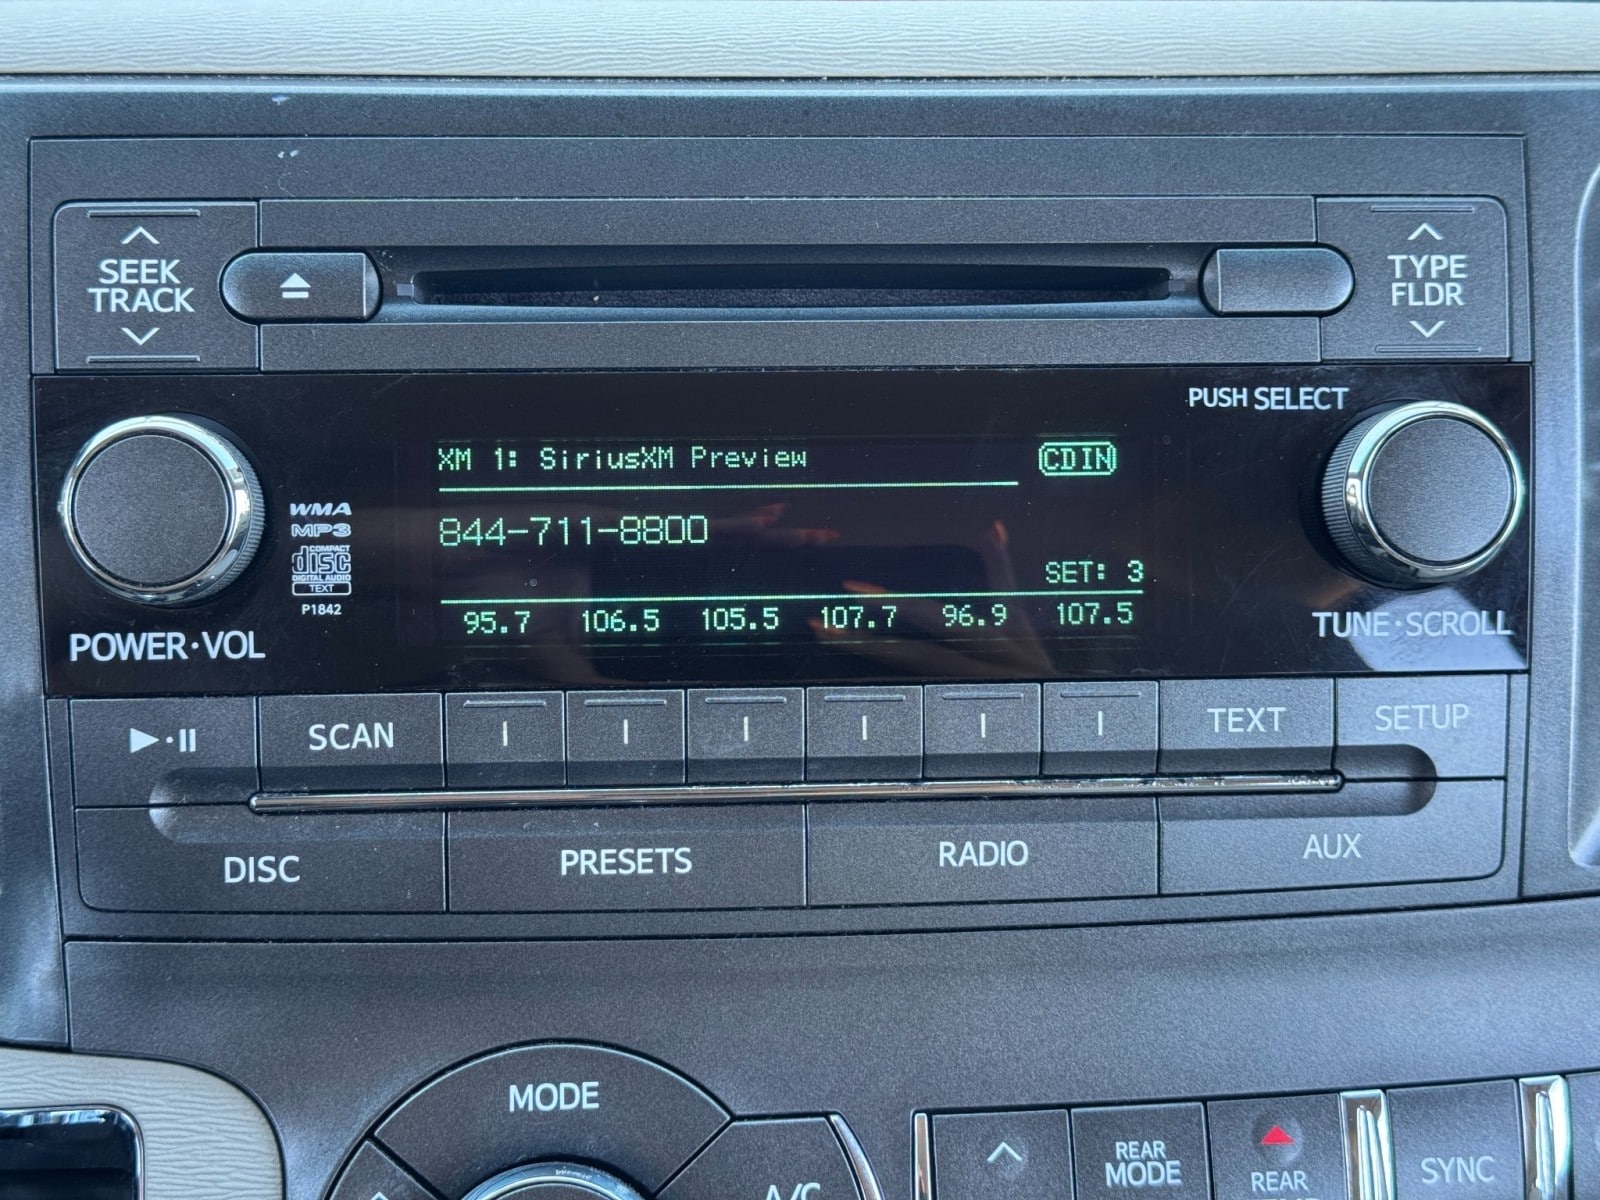 SEEK
TRACK
TYPE
FLDR
PUSH SELECT
XM 1: SiriusXM Preview
CD IN
844-711-8800
SET: 3
95.7 106.5 105.5 107.7 96.9 107.5
WMA
MP3
COMPACT
disc
DIGITAL AUDIO
TEXT
P1842
POWER·VOL
TUNE·SCROLL
SCAN
TEXT
SETUP
DISC
PRESETS
RADIO
AUX
MODE
A/C
REAR
MODE
REAR
SYNC